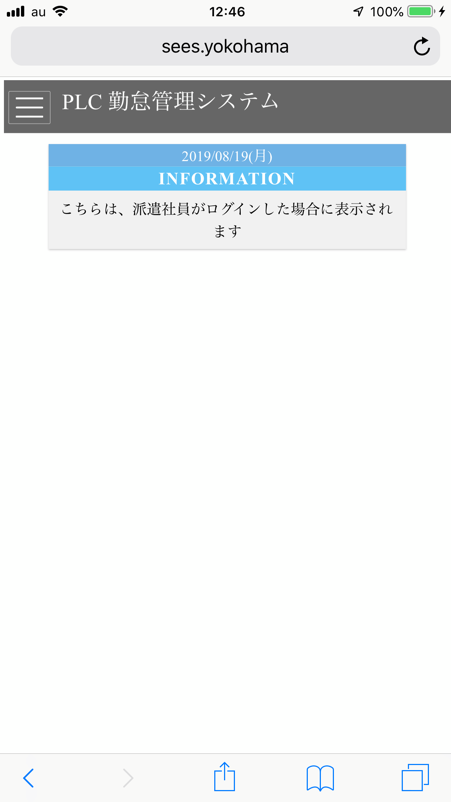 au 12:46 100%
sees.yokohama
PLC 勤怠管理システム
2019/08/19(月)
INFORMATION
こちらは、派遣社員がログインした場合に表示され
ます